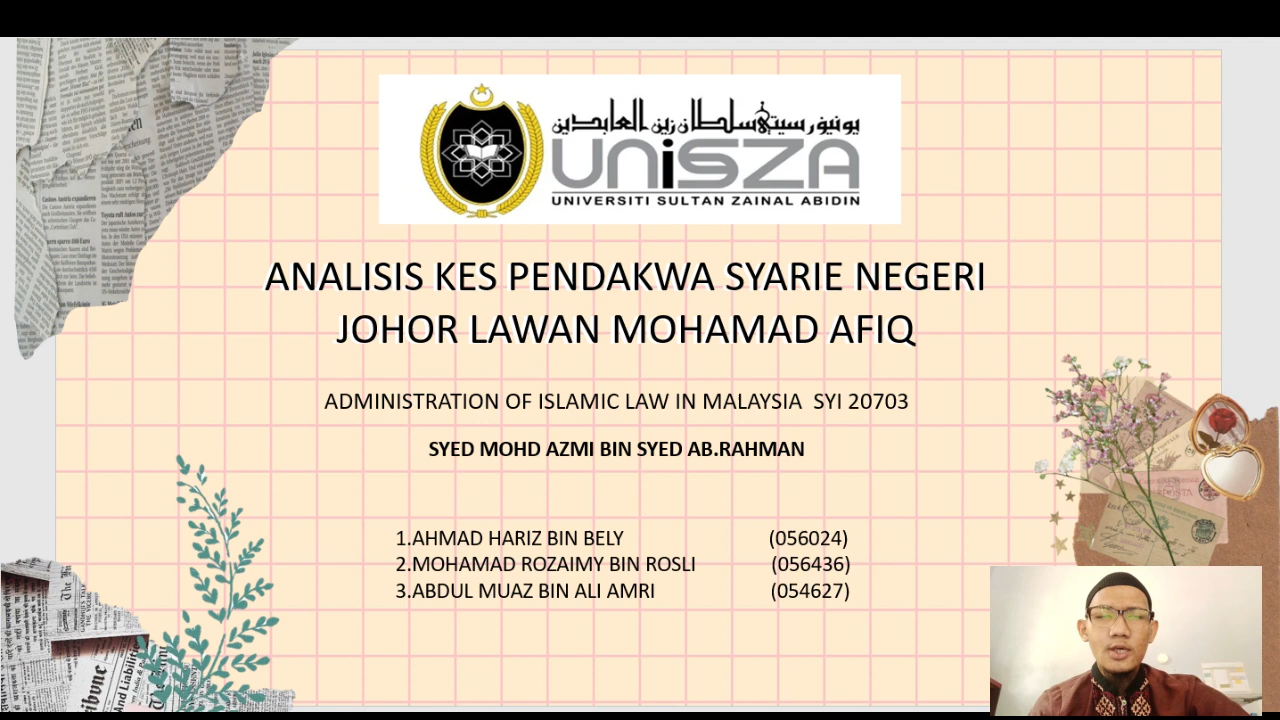 يونيۏرسيتي سلطان زين العابدين
UNiSZA
UNIVERSITI SULTAN ZAINAL ABIDIN
ANALISIS KES PENDAKWA SYARIE NEGERI
JOHOR LAWAN MOHAMAD AFIQ
ADMINISTRATION OF ISLAMIC LAW IN MALAYSIA SYI 20703
SYED MOHD AZMI BIN SYED AB.RAHMAN
1.AHMAD HARIZ BIN BELY (056024)
2.MOHAMAD ROZAIMY BIN ROSLI (056436)
3.ABDUL MUAZ BIN ALI AMRI (054627)